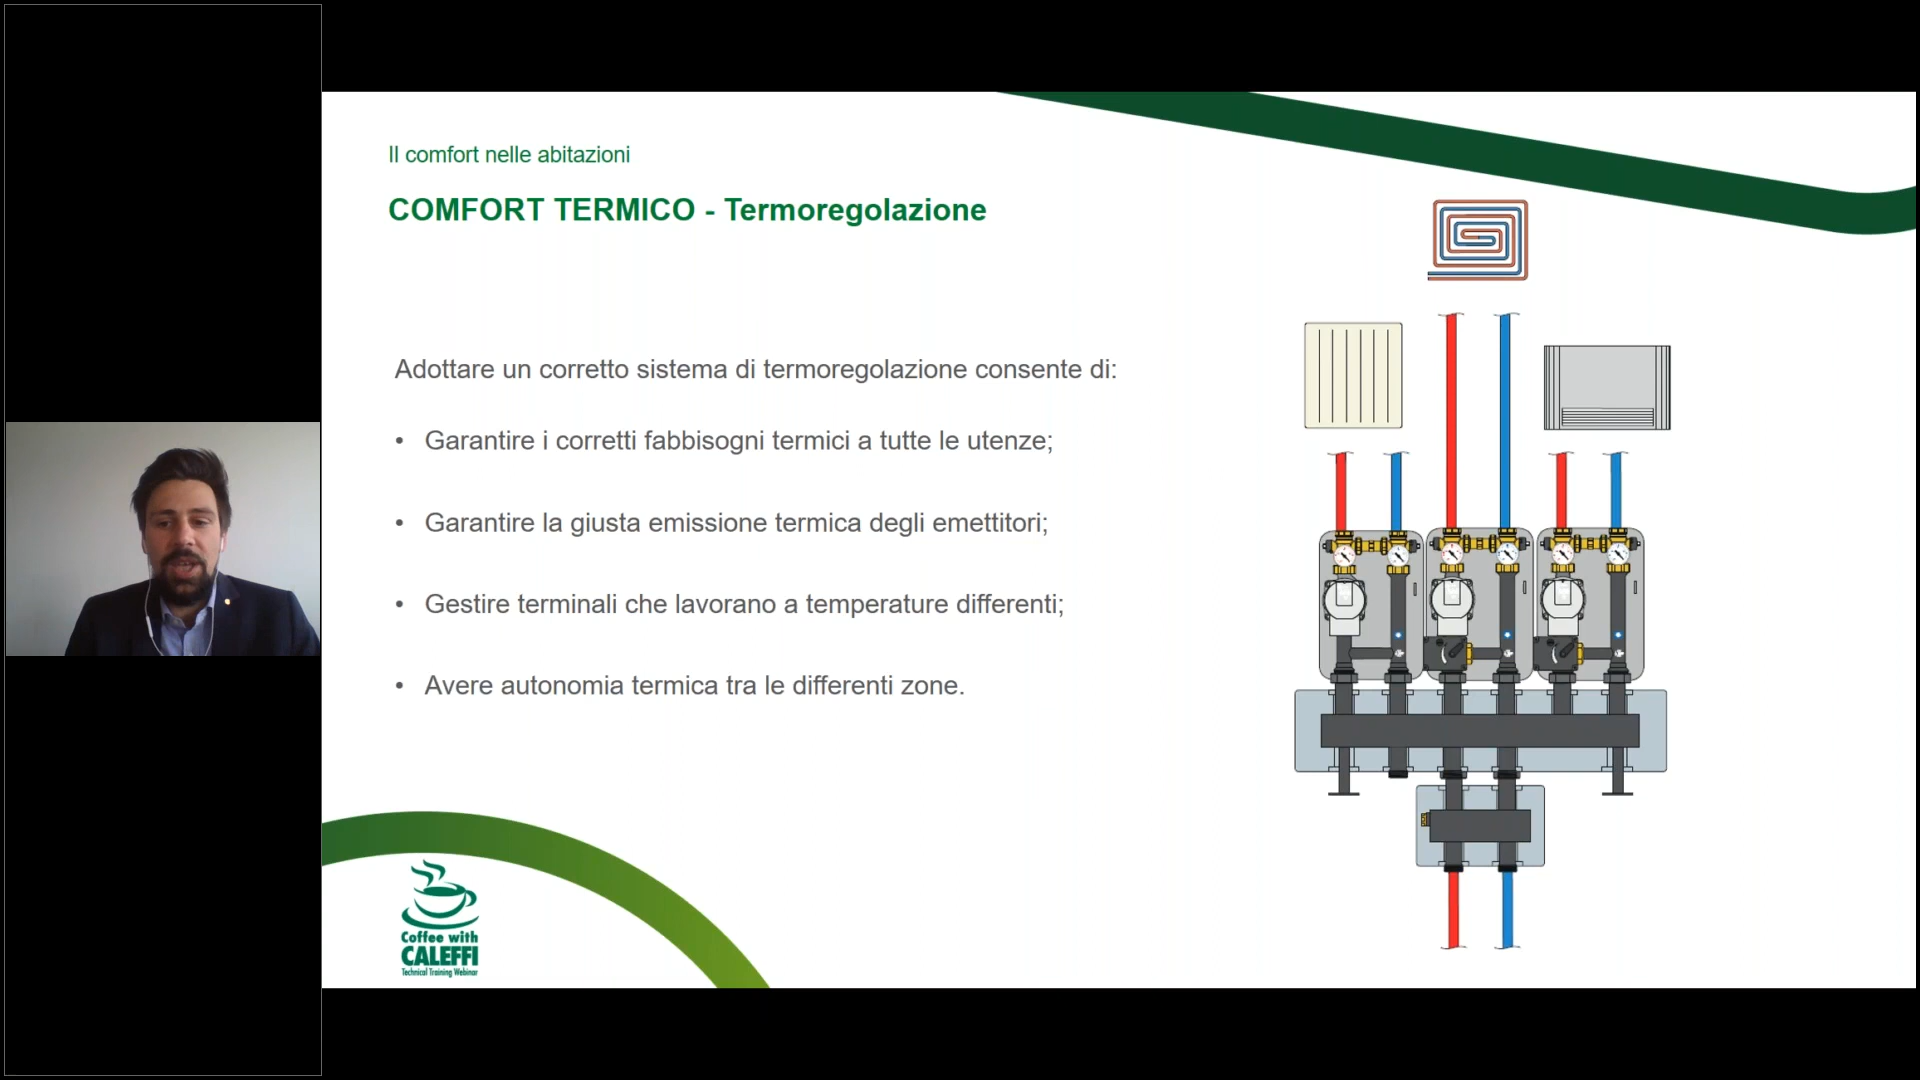 Il comfort nelle abitazioni
COMFORT TERMICO - Termoregolazione
Adottare un corretto sistema di termoregolazione consente di:
• Garantire i corretti fabbisogni termici a tutte le utenze;
• Garantire la giusta emissione termica degli emettitori;
• Gestire terminali che lavorano a temperature differenti;
• Avere autonomia termica tra le differenti zone.
Coffee with
CALEFFI
Technical Training Webinar